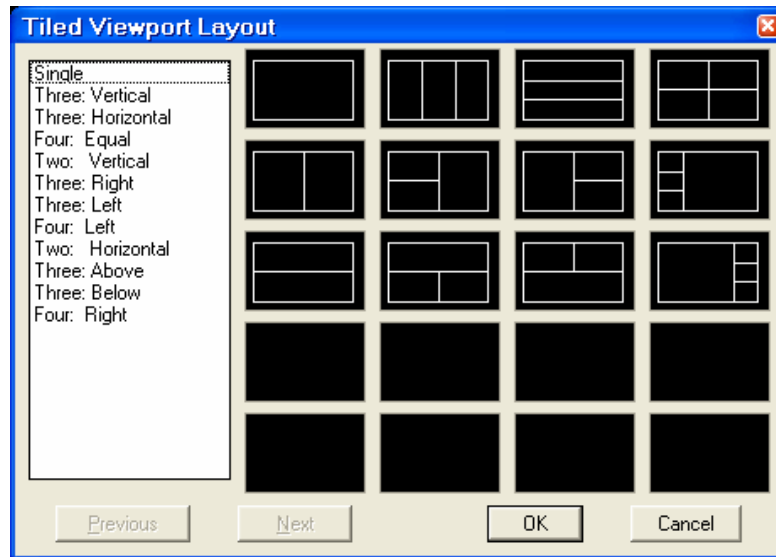 Tiled Viewport Layout
Single
Three: Vertical
Three: Horizontal
Four: Equal
Two: Vertical
Three: Right
Three: Left
Four: Left
Two: Horizontal
Three: Above
Three: Below
Four: Right
Previous Next OK Cancel